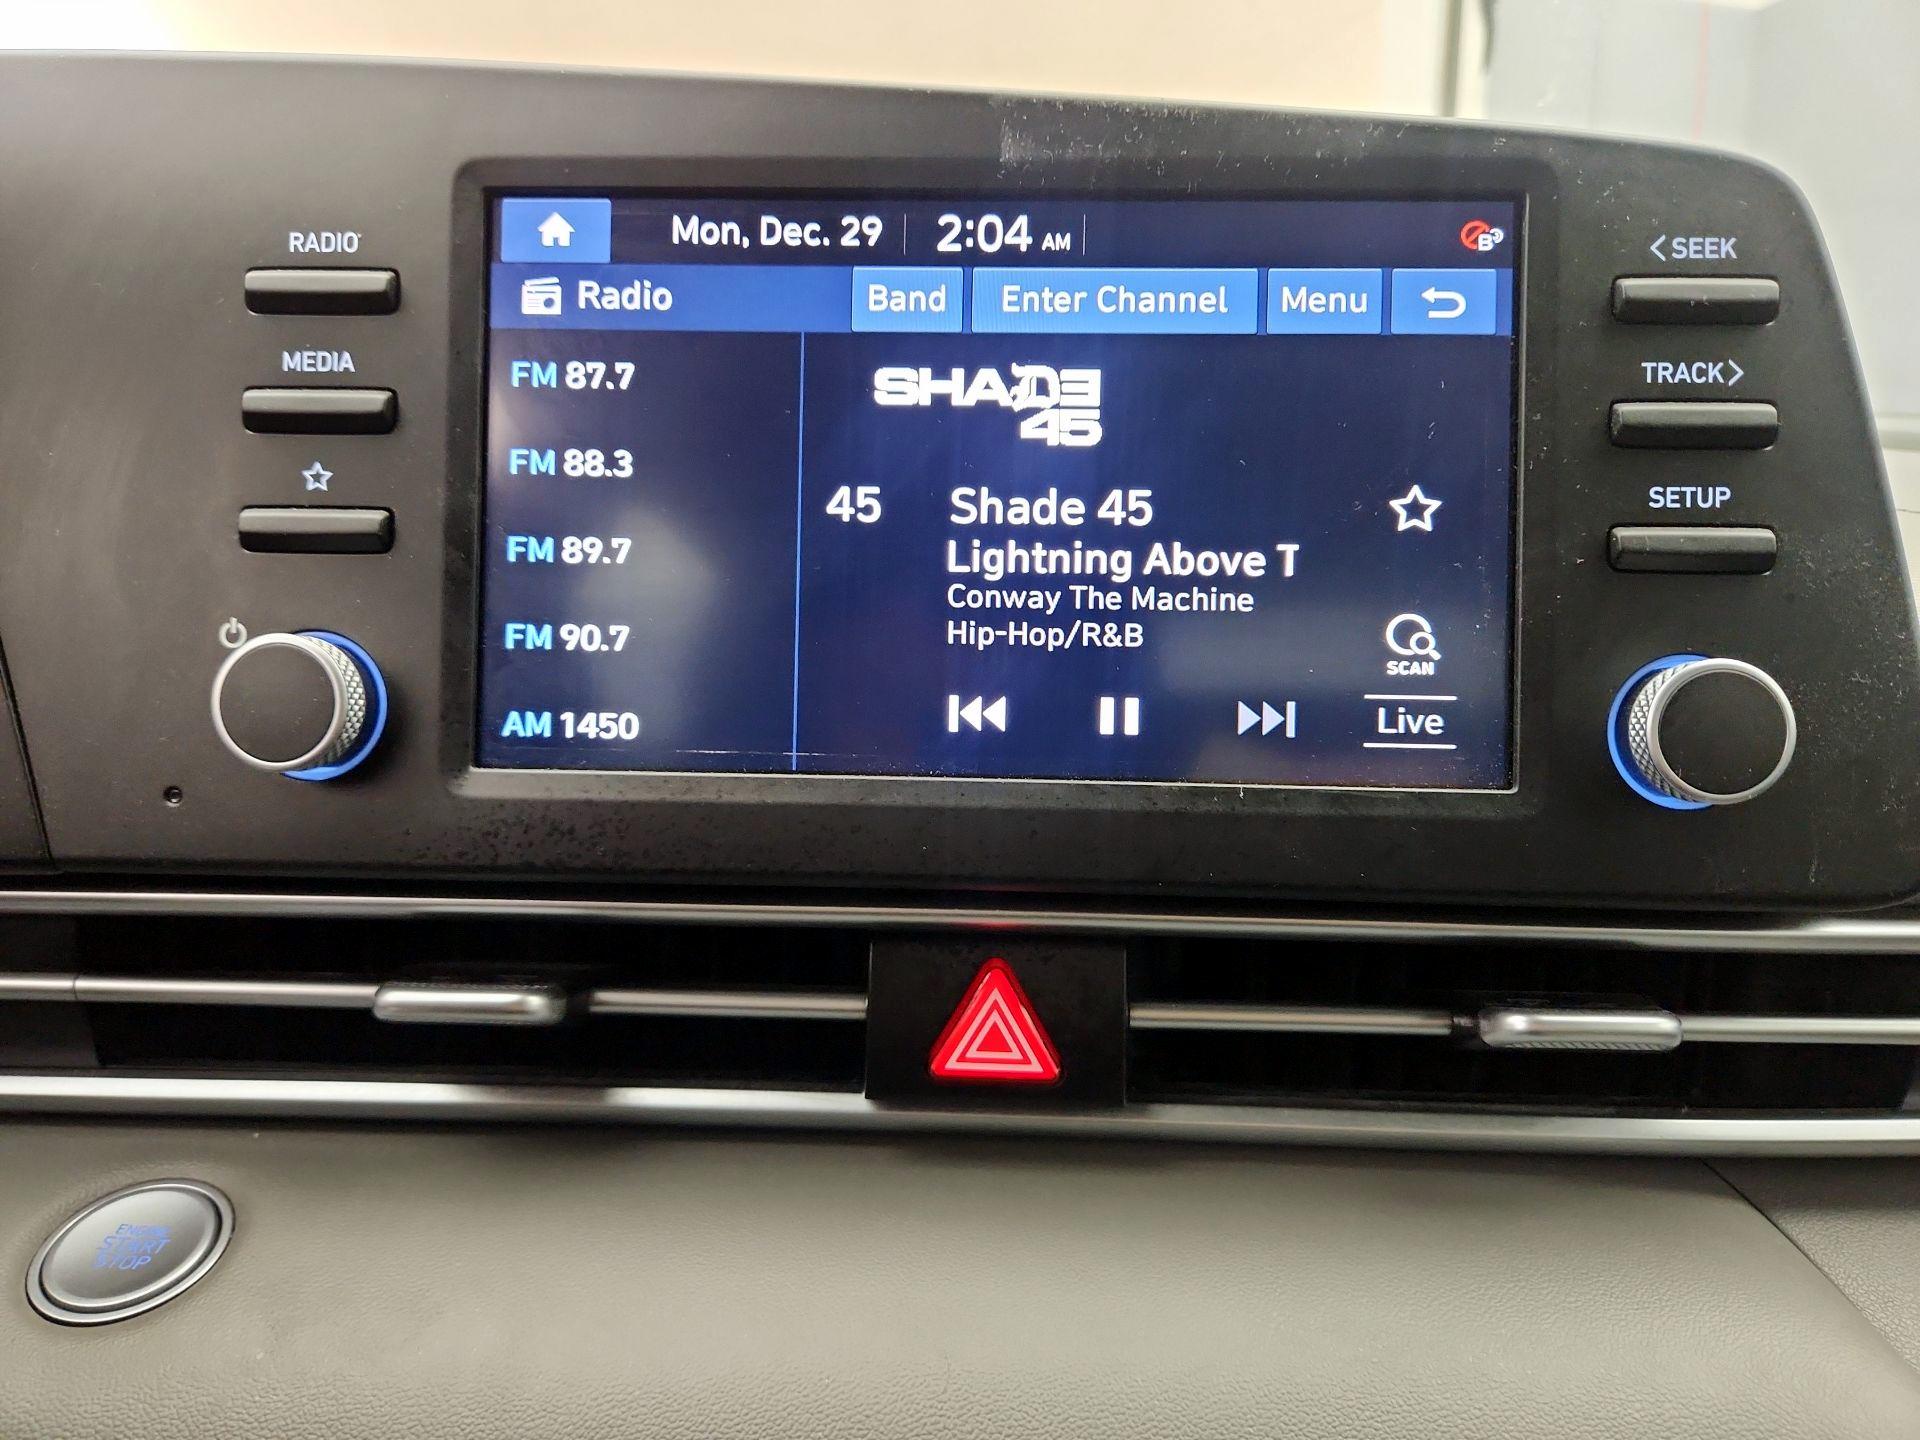 Mon, Dec. 29 2:04 AM
Radio Band Enter Channel Menu
RADIO
MEDIA
FM 87.7
FM 88.3
FM 89.7
FM 90.7
AM 1450
SHADE
45
45 Shade 45
Lightning Above T
Conway The Machine
Hip-Hop/R&B
SCAN
Live
< SEEK
TRACK >
SETUP
ENGINE
START
STOP